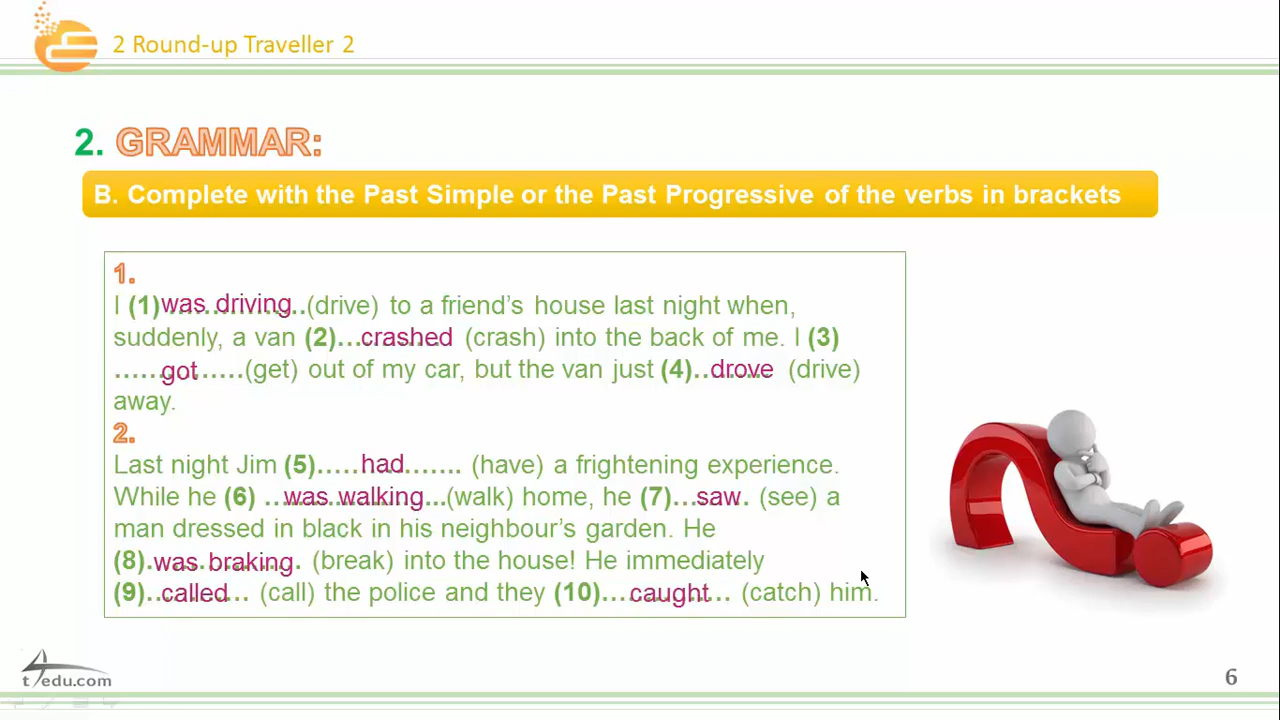 2 Round-up Traveller 2
2. GRAMMAR:
B. Complete with the Past Simple or the Past Progressive of the verbs in brackets
1.
I (1)was driving..(drive) to a friend’s house last night when,
suddenly, a van (2)...crashed (crash) into the back of me. I (3)
......got......(get) out of my car, but the van just (4)..drove (drive)
away.
2.
Last night Jim (5).....had....... (have) a frightening experience.
While he (6) ..was walking...(walk) home, he (7)...saw. (see) a
man dressed in black in his neighbour’s garden. He
(8).was braking. (break) into the house! He immediately
(9).called... (call) the police and they (10)...caught... (catch) him.
t4edu.com
6